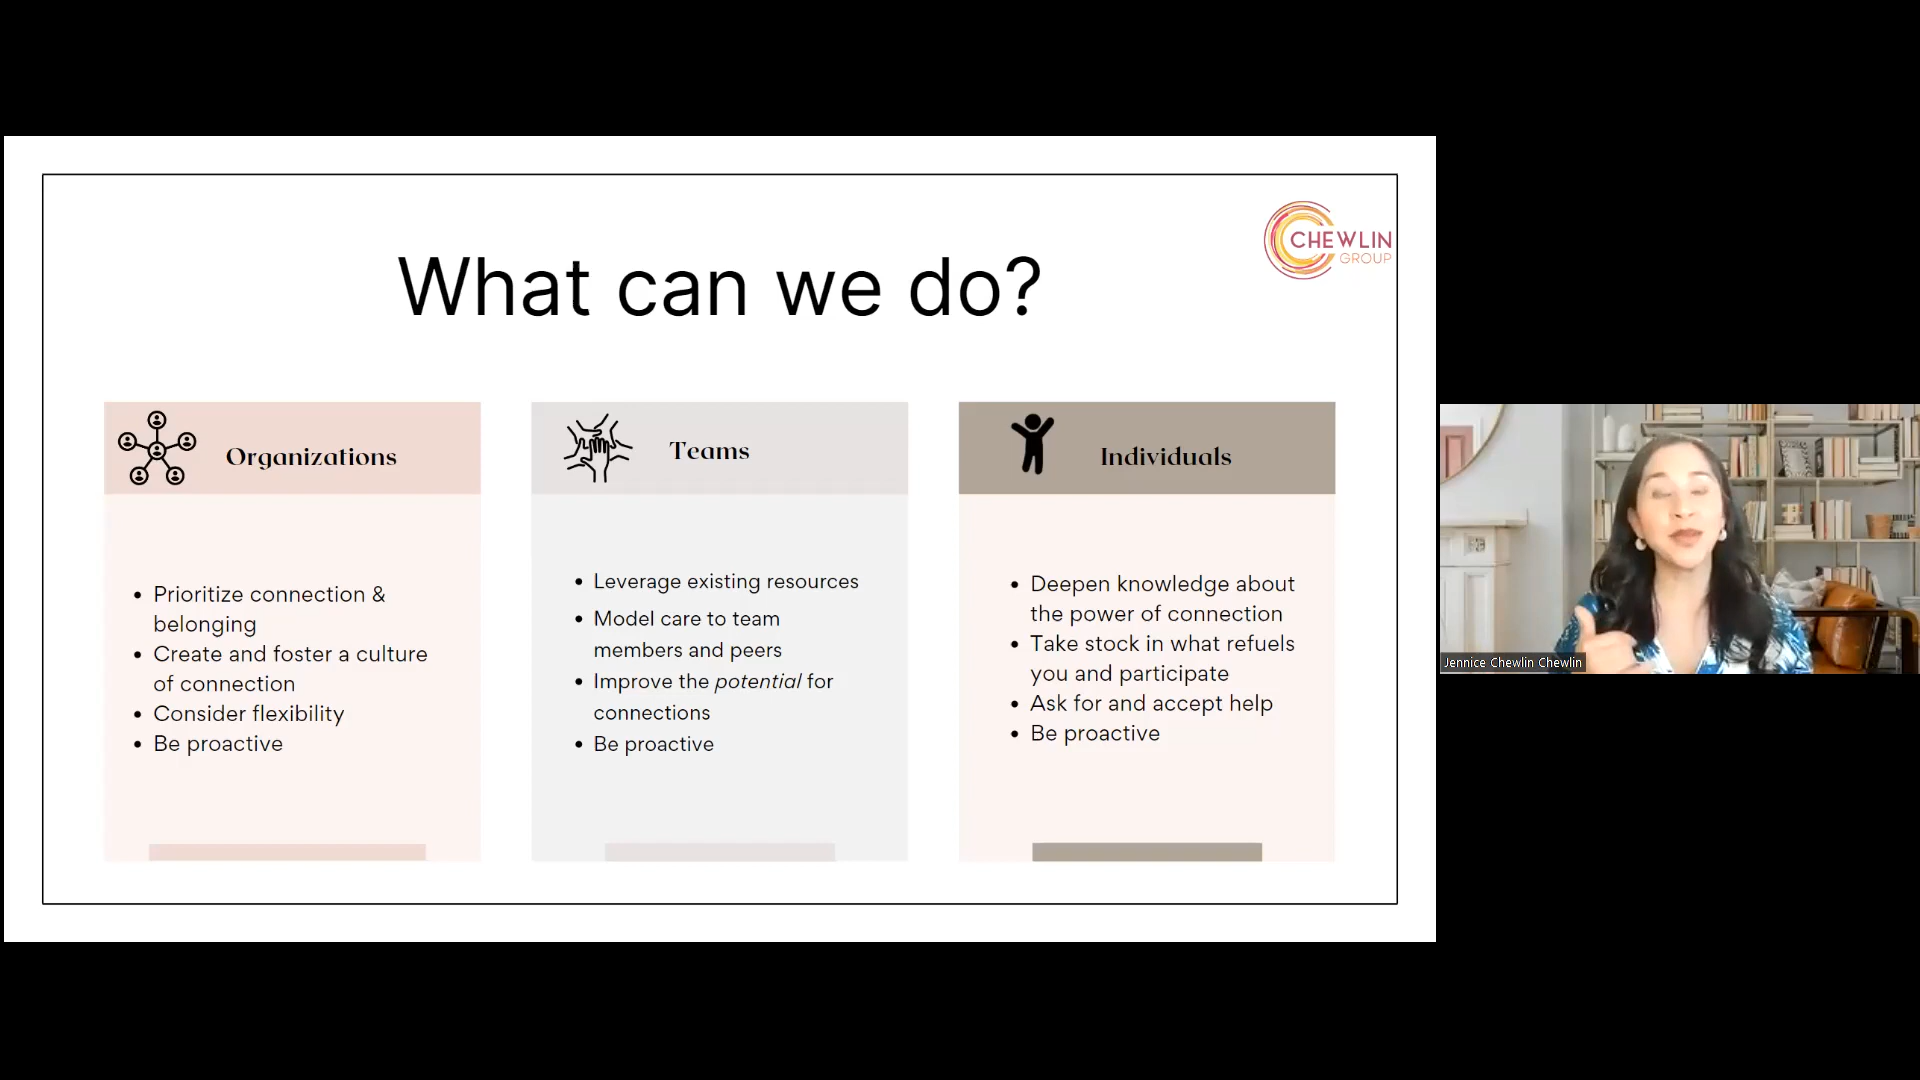 CHEWLIN
GROUP
What can we do?
Organizations
• Prioritize connection &
belonging
• Create and foster a culture
of connection
• Consider flexibility
• Be proactive
Teams
• Leverage existing resources
• Model care to team
members and peers
• Improve the potential for
connections
• Be proactive
Individuals
• Deepen knowledge about
the power of connection
• Take stock in what refuels
you and participate
• Ask for and accept help
• Be proactive
Jennice Chewlin Chewlin